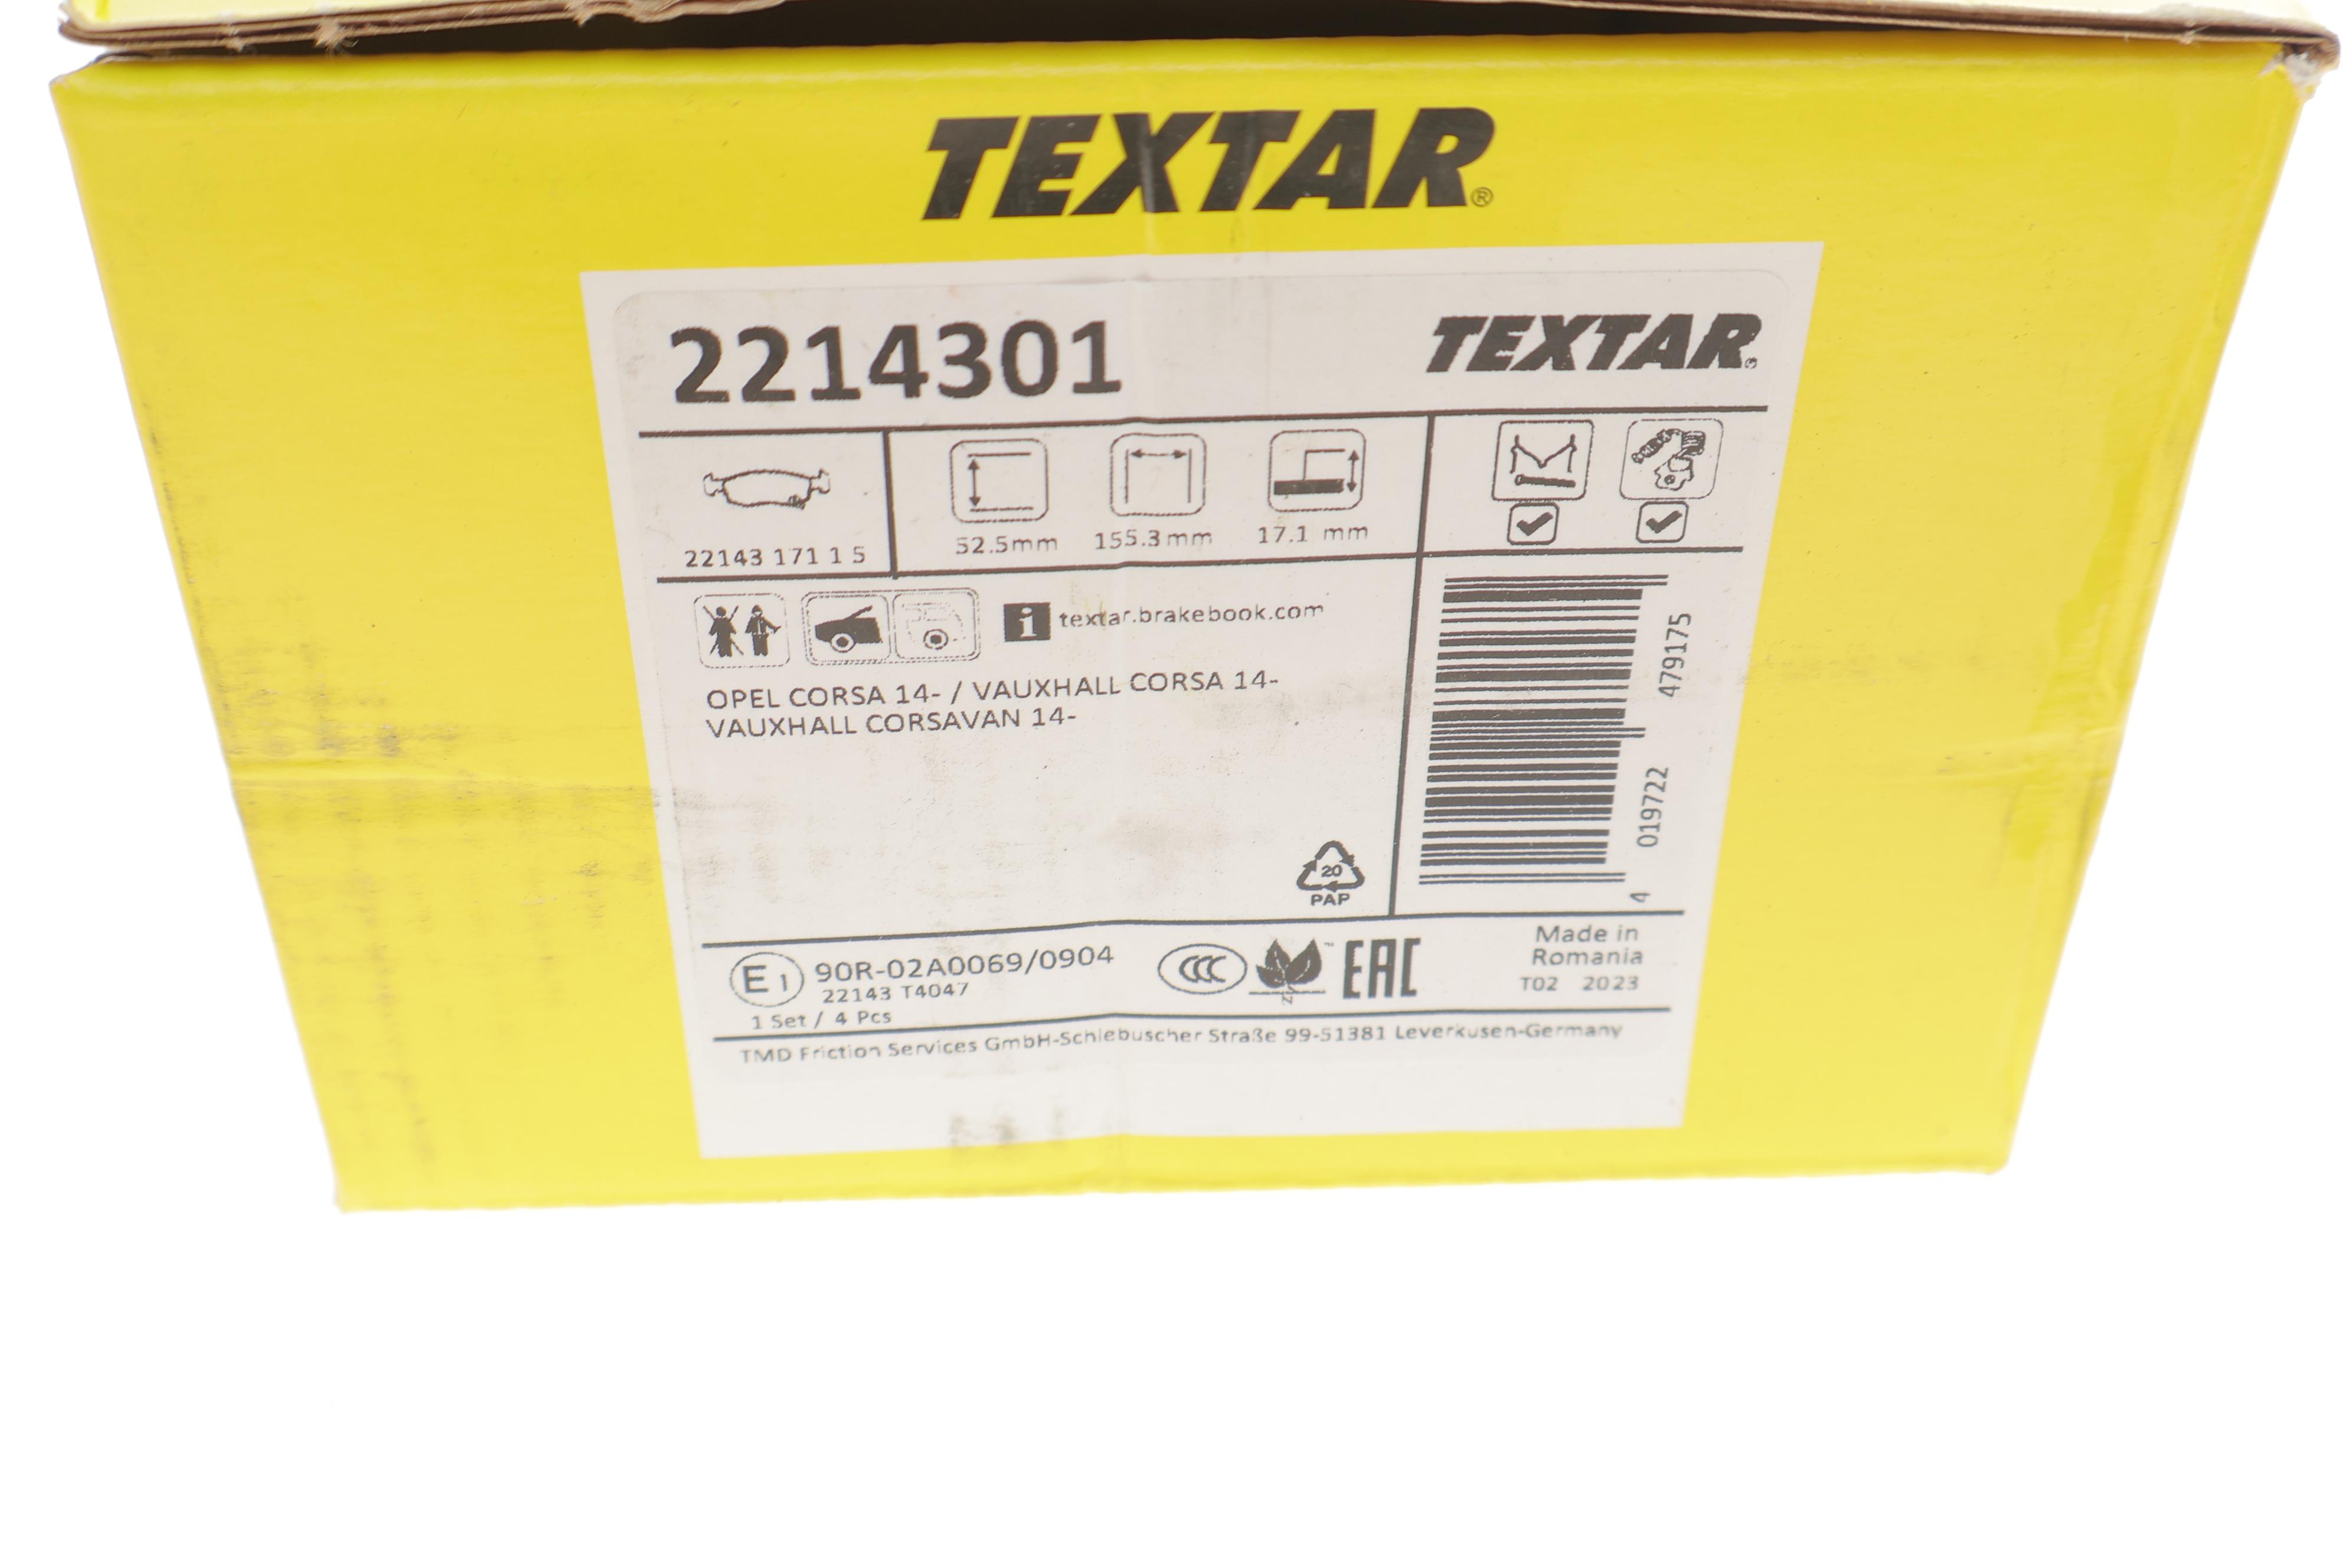 TEXTAR®
2214301
TEXTAR®
52.5mm 155.3mm 17.1 mm
22143 171 1 5
i textar.brakebook.com
OPEL CORSA 14- / VAUXHALL CORSA 14-
VAUXHALL CORSAVAN 14-
4 019722 479175
20
PAP
E1 90R-02A0069/0904
22143 T4047
1 Set / 4 Pcs
CCC
EAC
Made in
Romania
T02 2023
TMD Friction Services GmbH-Schlebuscher Straße 99-51381 Leverkusen-Germany